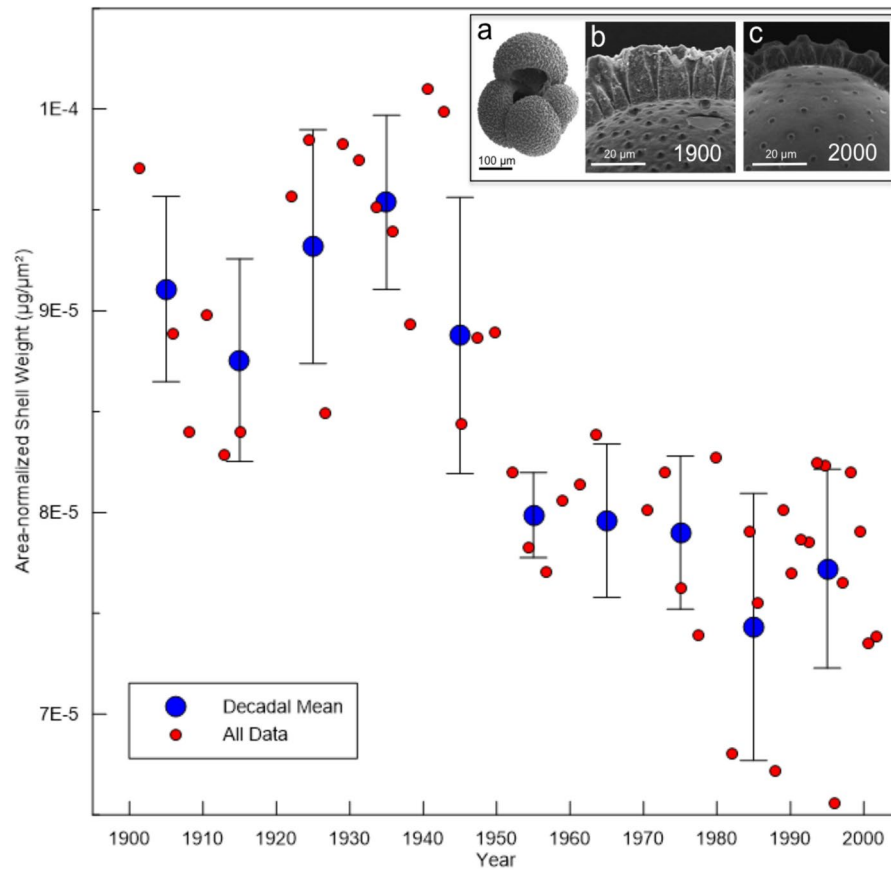 a
b
c
100 µm
20 µm
1900
20 µm
2000
1E-4
9E-5
8E-5
7E-5
Area-normalized Shell Weight (µg/µm²)
Decadal Mean
All Data
1900 1910 1920 1930 1940 1950 1960 1970 1980 1990 2000
Year